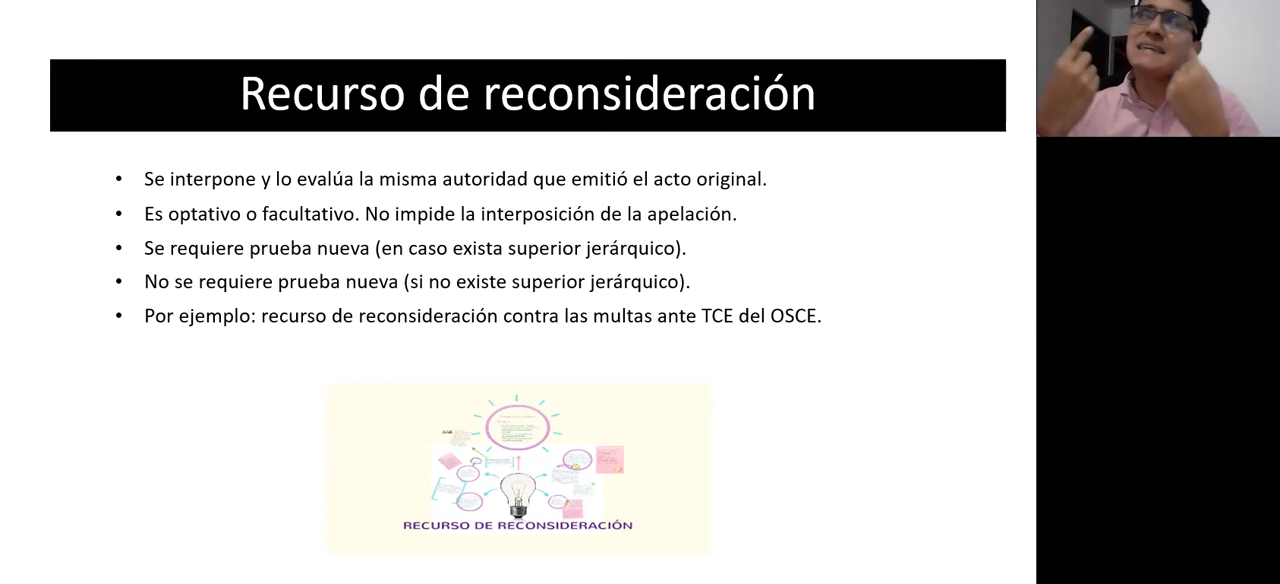 Recurso de reconsideración
• Se interpone y lo evalúa la misma autoridad que emitió el acto original.
• Es optativo o facultativo. No impide la interposición de la apelación.
• Se requiere prueba nueva (en caso exista superior jerárquico).
• No se requiere prueba nueva (si no existe superior jerárquico).
• Por ejemplo: recurso de reconsideración contra las multas ante TCE del OSCE.
RECURSO DE RECONSIDERACIÓN